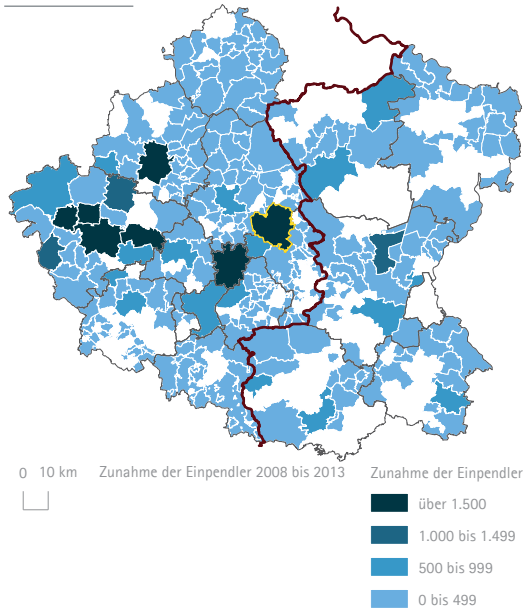 0 10 km Zunahme der Einpendler 2008 bis 2013
Zunahme der Einpendler
über 1.500
1.000 bis 1.499
500 bis 999
0 bis 499